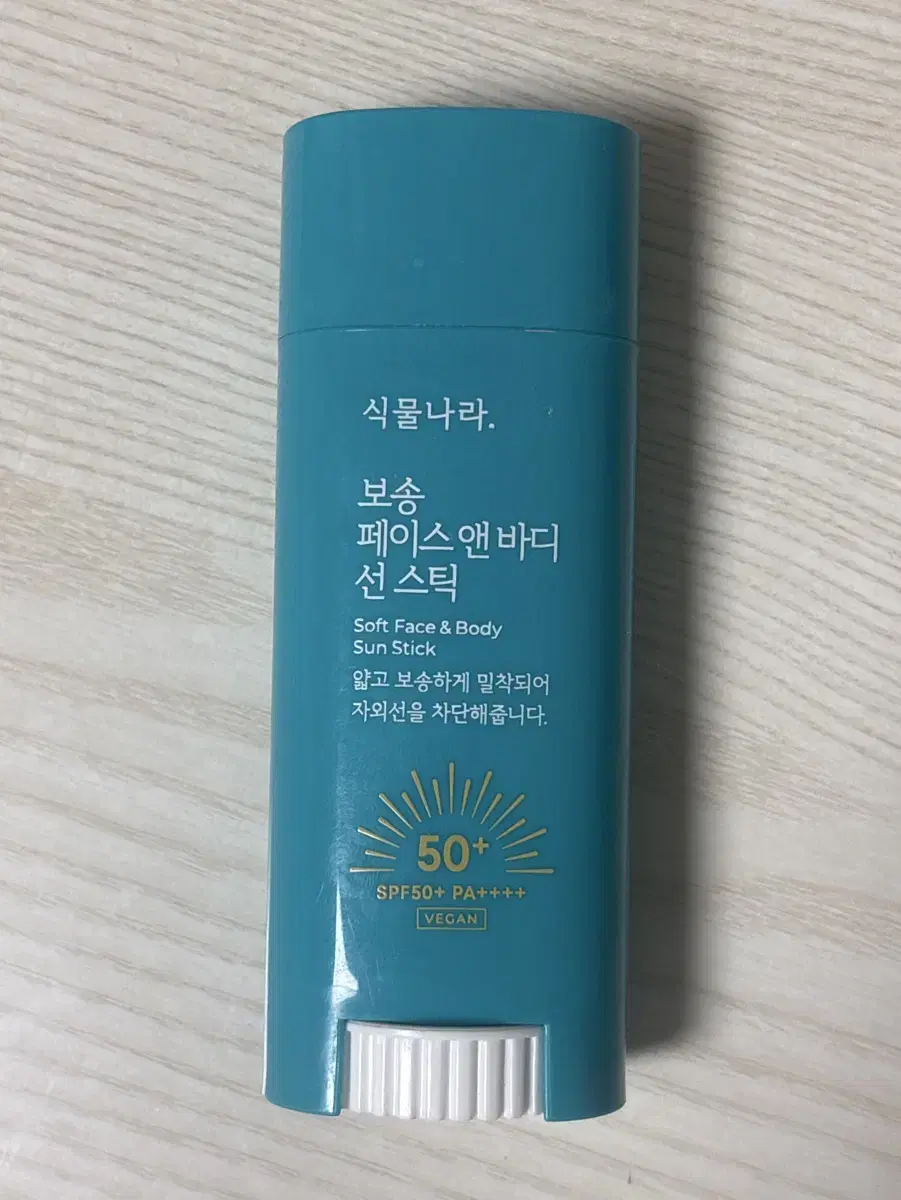 식물나라.
보송
페이스 앤 바디
선 스틱
Soft Face & Body
Sun Stick
얇고 보송하게 밀착되어
자외선을 차단해줍니다.
50+
SPF50+ PA++++
VEGAN